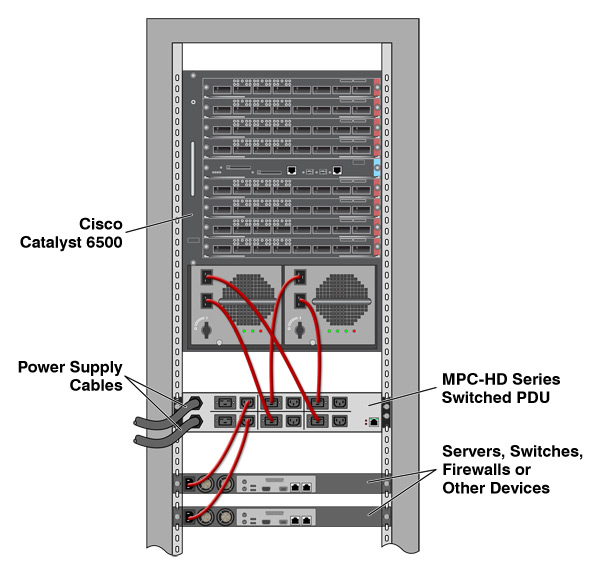 Cisco
Catalyst 6500
Power Supply
Cables
MPC-HD Series
Switched PDU
Servers, Switches,
Firewalls or
Other Devices